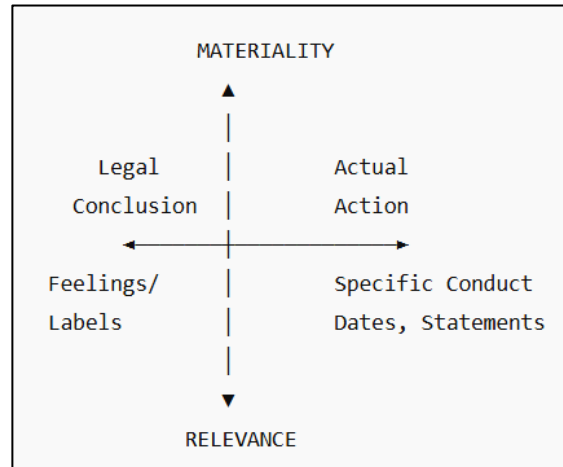 MATERIALITY
Legal Actual
Conclusion Action
Feelings/ Specific Conduct
Labels Dates, Statements
RELEVANCE